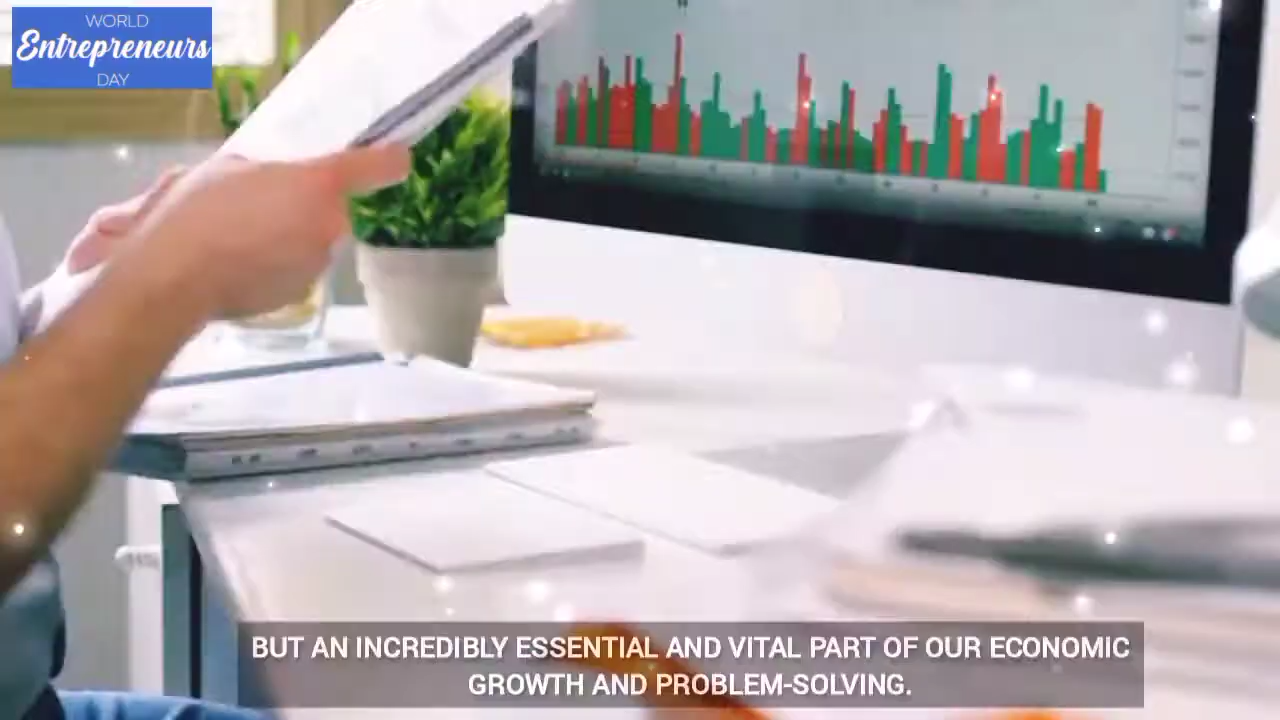 WORLD
Entrepreneurs
DAY
BUT AN INCREDIBLY ESSENTIAL AND VITAL PART OF OUR ECONOMIC
GROWTH AND PROBLEM-SOLVING.